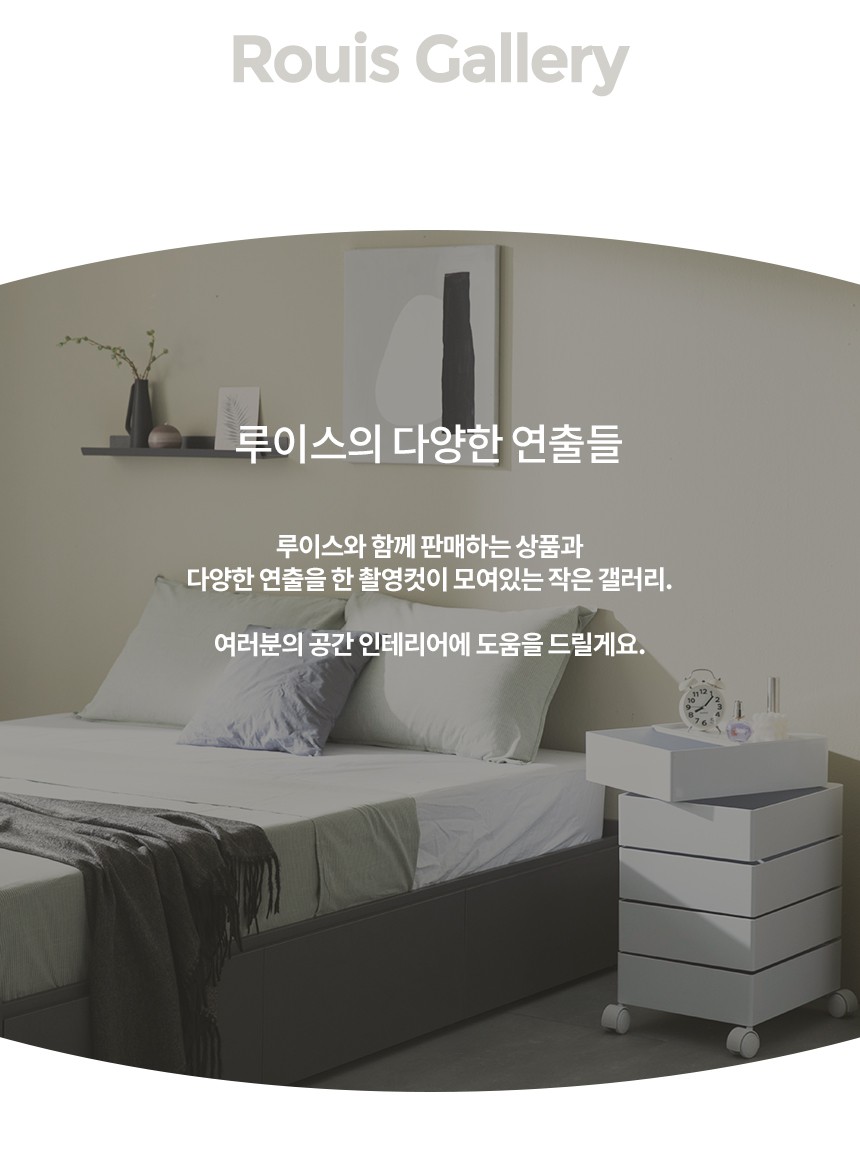 Rouis Gallery
루이스의 다양한 연출들
루이스와 함께 판매하는 상품과
다양한 연출을 한 촬영컷이 모여있는 작은 갤러리.
여러분의 공간 인테리어에 도움을 드릴게요.